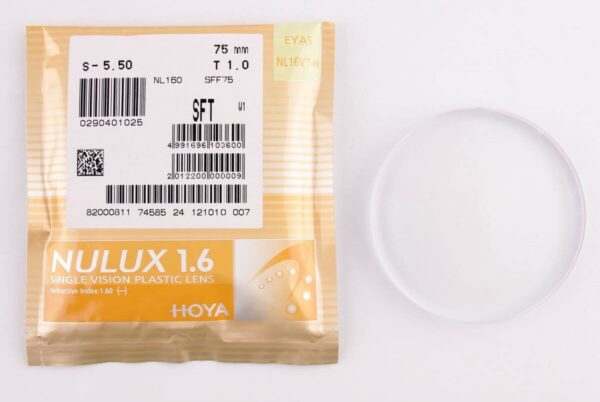 75 mm
S-5.50 T 1.0
NL160 SFF75
0290401025
SFT W1
4991696103600
2012200000009
82000811 74585 24 121010 007
EYAS
NL16VT-H
NULUX 1.6
SINGLE VISION PLASTIC LENS
Refractive Index:1.60 (-)
HOYA